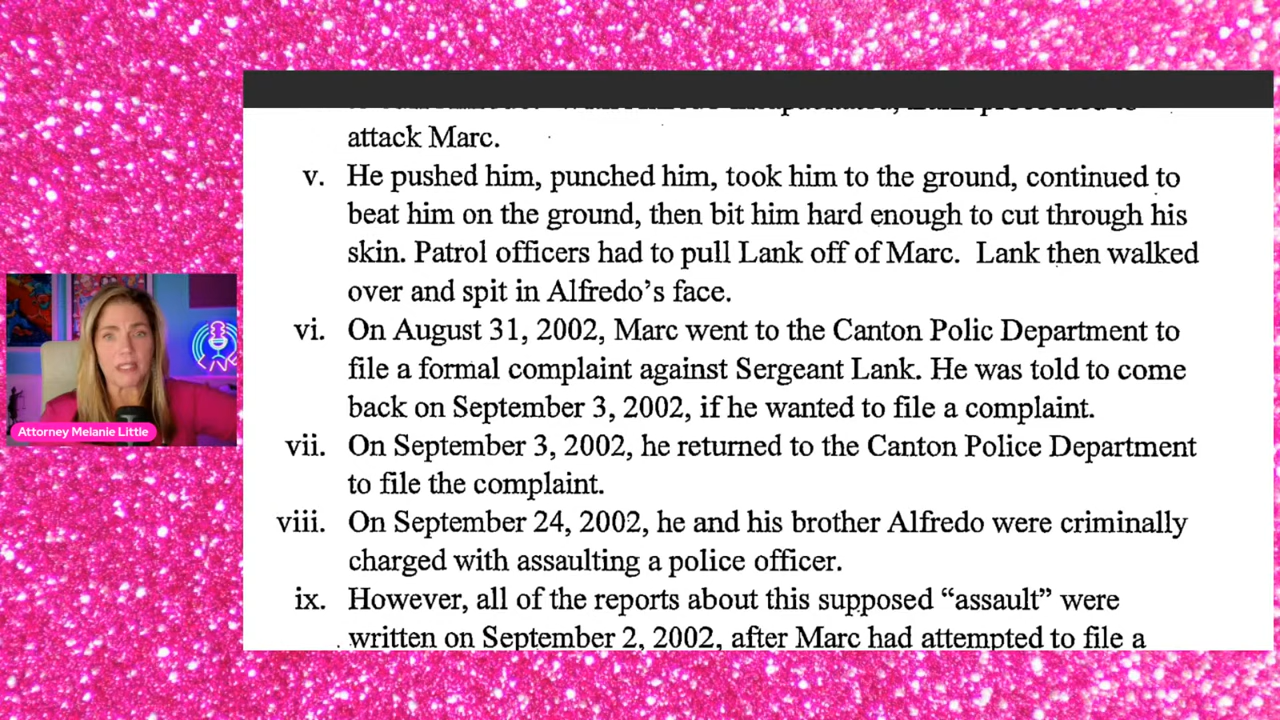 attack Marc.
v. He pushed him, punched him, took him to the ground, continued to
beat him on the ground, then bit him hard enough to cut through his
skin. Patrol officers had to pull Lank off of Marc. Lank then walked
over and spit in Alfredo’s face.
vi. On August 31, 2002, Marc went to the Canton Polic Department to
file a formal complaint against Sergeant Lank. He was told to come
back on September 3, 2002, if he wanted to file a complaint.
vii. On September 3, 2002, he returned to the Canton Police Department
to file the complaint.
viii. On September 24, 2002, he and his brother Alfredo were criminally
charged with assaulting a police officer.
ix. However, all of the reports about this supposed “assault” were
written on September 2, 2002, after Marc had attempted to file a
Attorney Melanie Little